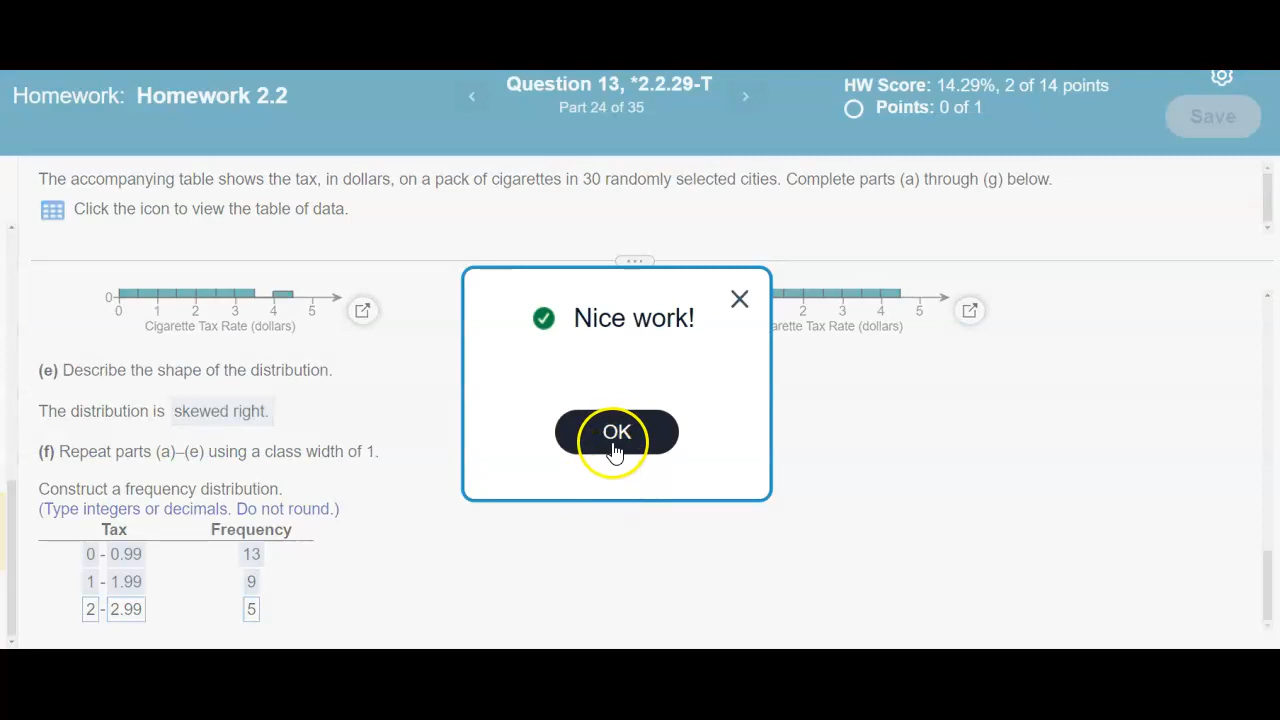 Homework: Homework 2.2
Question 13, *2.2.29-T
Part 24 of 35
HW Score: 14.29%, 2 of 14 points
Points: 0 of 1
Save
The accompanying table shows the tax, in dollars, on a pack of cigarettes in 30 randomly selected cities. Complete parts (a) through (g) below.
Click the icon to view the table of data.
0
0 1 2 3 4 5
Cigarette Tax Rate (dollars)
2 3 4 5
arette Tax Rate (dollars)
Nice work!
OK
(e) Describe the shape of the distribution.
The distribution is skewed right.
(f) Repeat parts (a)–(e) using a class width of 1.
Construct a frequency distribution.
(Type integers or decimals. Do not round.)
Tax Frequency
0 - 0.99 13
1 - 1.99 9
2 - 2.99 5